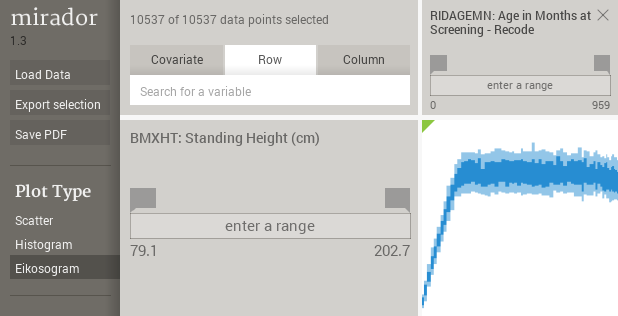 mirador
1.3
Load Data
Export selection
Save PDF
Plot Type
Scatter
Histogram
Eikosogram
10537 of 10537 data points selected
Covariate Row Column
Search for a variable
RIDAGEMN: Age in Months at
Screening - Recode
enter a range
0 959
BMXHT: Standing Height (cm)
enter a range
79.1 202.7